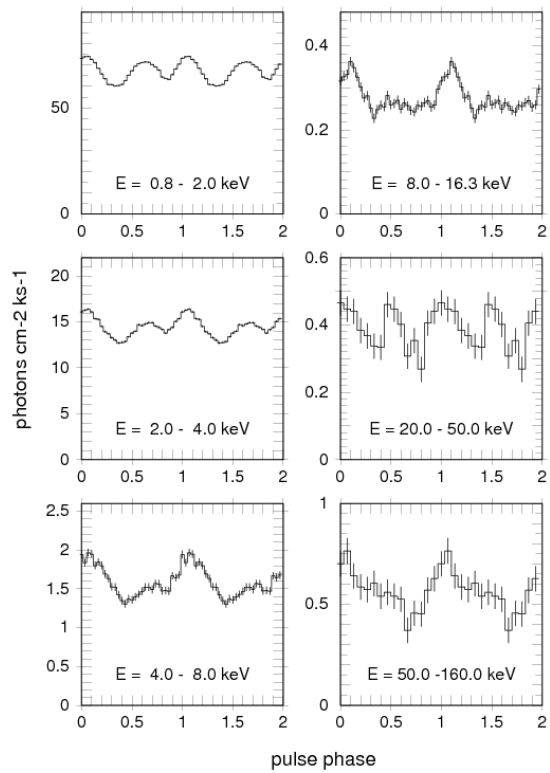 photons cm-2 ks-1
50
0
E = 0.8 - 2.0 keV
0 0.5 1 1.5 2
0.4
0.2
0
E = 8.0 - 16.3 keV
0 0.5 1 1.5 2
20
15
10
5
0
E = 2.0 - 4.0 keV
0 0.5 1 1.5 2
0.6
0.4
0.2
0
E = 20.0 - 50.0 keV
0 0.5 1 1.5 2
2.5
2
1.5
1
0.5
0
E = 4.0 - 8.0 keV
0 0.5 1 1.5 2
1
0.5
0
E = 50.0 -160.0 keV
0 0.5 1 1.5 2
pulse phase